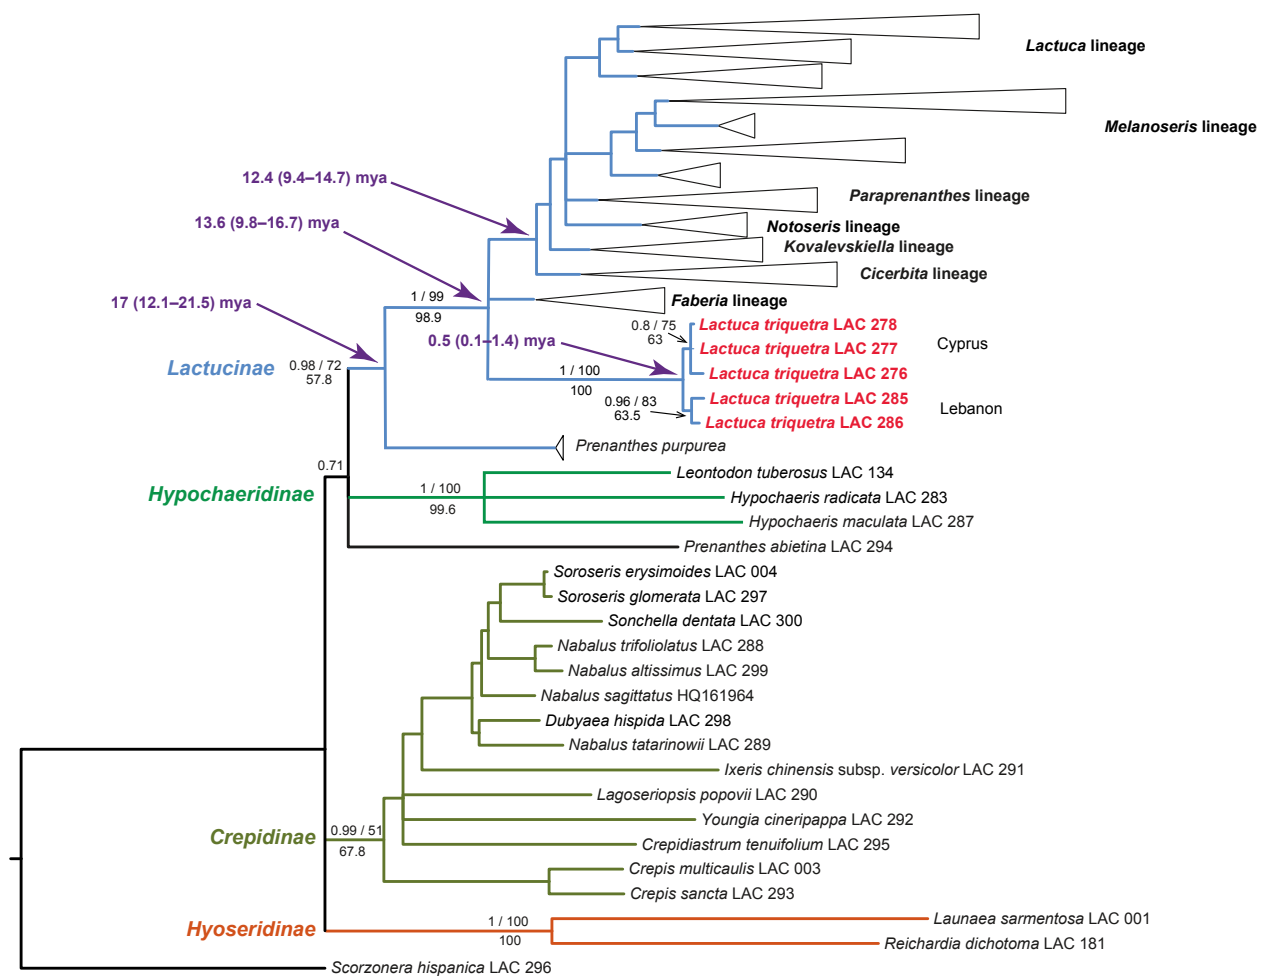 Lactuca lineage
Melanoseris lineage
12.4 (9.4–14.7) mya
Paraprenanthes lineage
13.6 (9.8–16.7) mya
Notoseris lineage
Kovalevskiella lineage
Cicerbita lineage
17 (12.1–21.5) mya
1 / 99
98.9
Faberia lineage
0.8 / 75
63
Lactuca triquetra LAC 278
0.5 (0.1–1.4) mya
Lactuca triquetra LAC 277
Cyprus
Lactucinae
0.98 / 72
57.8
1 / 100
100
Lactuca triquetra LAC 276
0.96 / 83
63.5
Lactuca triquetra LAC 285
Lebanon
Lactuca triquetra LAC 286
Prenanthes purpurea
0.71
Leontodon tuberosus LAC 134
Hypochaeridinae
1 / 100
99.6
Hypochaeris radicata LAC 283
Hypochaeris maculata LAC 287
Prenanthes abietina LAC 294
Soroseris erysimoides LAC 004
Soroseris glomerata LAC 297
Sonchella dentata LAC 300
Nabalus trifoliolatus LAC 288
Nabalus altissimus LAC 299
Nabalus sagittatus HQ161964
Dubyaea hispida LAC 298
Nabalus tatarinowii LAC 289
Ixeris chinensis subsp. versicolor LAC 291
Lagoseriopsis popovii LAC 290
Youngia cineripappa LAC 292
Crepidinae
0.99 / 51
67.8
Crepidiastrum tenuifolium LAC 295
Crepis multicaulis LAC 003
Crepis sancta LAC 293
Hyoseridinae
1 / 100
100
Launaea sarmentosa LAC 001
Reichardia dichotoma LAC 181
Scorzonera hispanica LAC 296